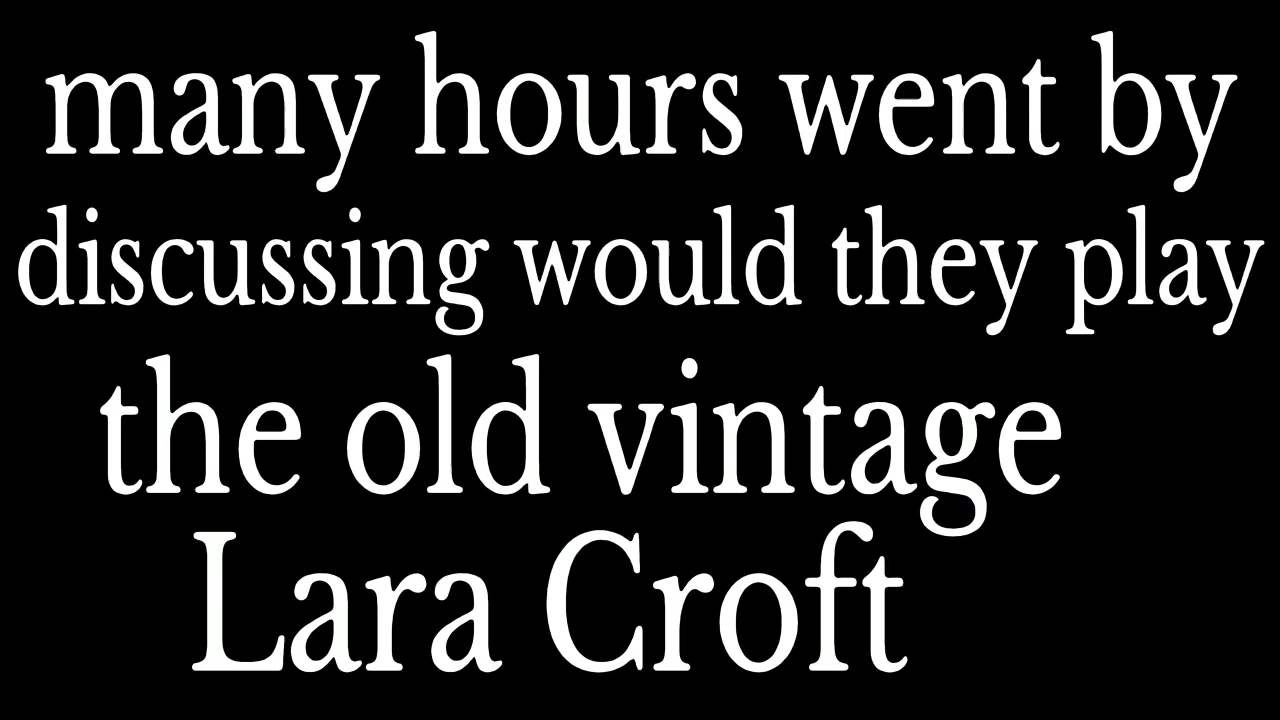 many hours went by
discussing would they play
the old vintage
Lara Croft